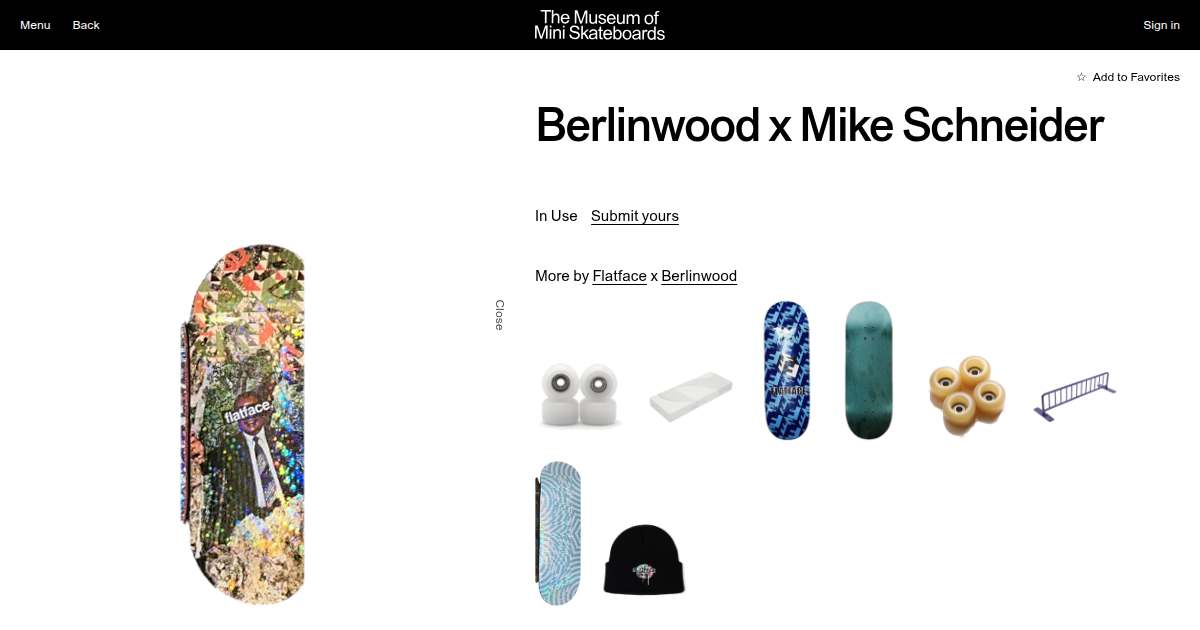 Menu Back
The Museum of
Mini Skateboards
Sign in
☆ Add to Favorites
Berlinwood x Mike Schneider
In Use Submit yours
More by Flatface x Berlinwood
Close
flatface.
FLATFACE